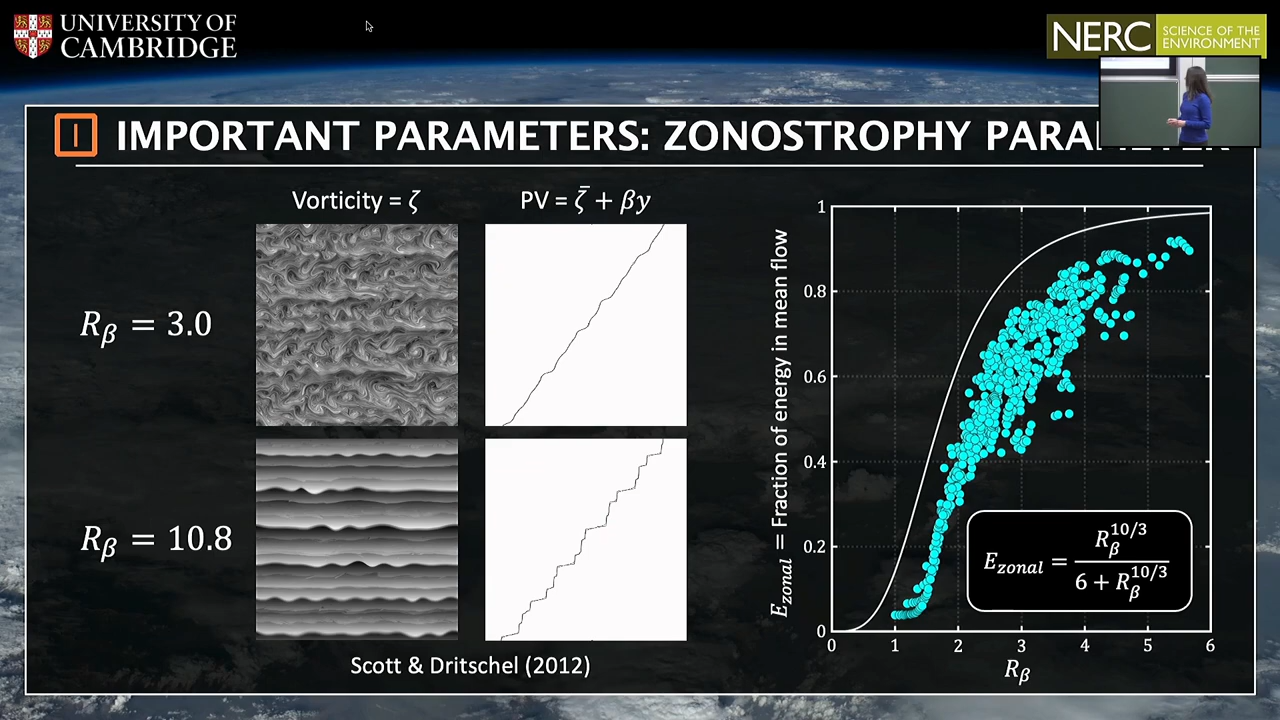 UNIVERSITY OF
CAMBRIDGE
NERC
SCIENCE OF THE
ENVIRONMENT
I IMPORTANT PARAMETERS: ZONOSTROPHY
Vorticity = ζ
PV = ζ̄ + βy
R_β = 3.0
R_β = 10.8
Scott & Dritschel (2012)
E_zonal = Fraction of energy in mean flow
1
0.8
0.6
0.4
0.2
0
0 1 2 3 4 5 6
R_β
E_zonal = R_β^{10/3} / (6 + R_β^{10/3})